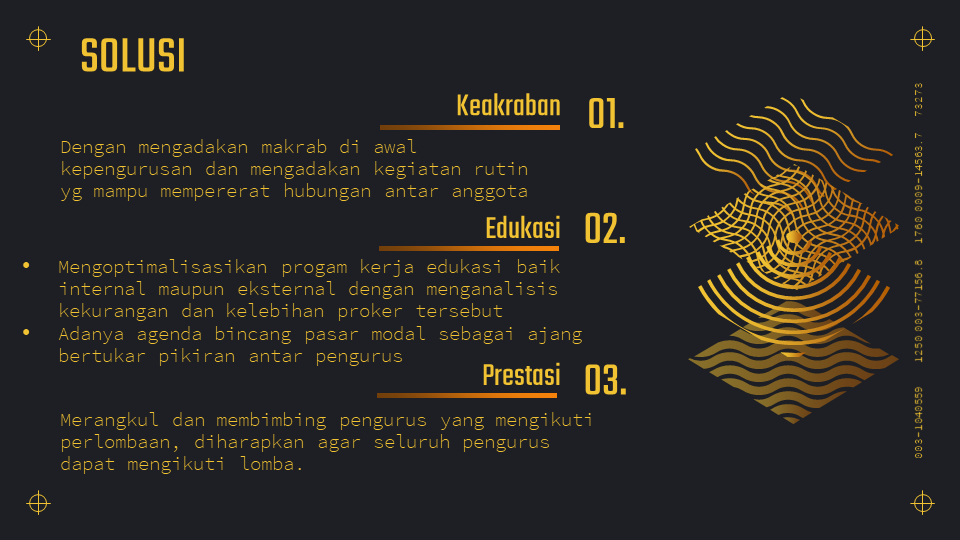 SOLUSI
Keakraban 01.
Dengan mengadakan makrab di awal
kepengurusan dan mengadakan kegiatan rutin
yg mampu mempererat hubungan antar anggota
Edukasi 02.
• Mengoptimalisasikan progam kerja edukasi baik
internal maupun eksternal dengan menganalisis
kekurangan dan kelebihan proker tersebut
• Adanya agenda bincang pasar modal sebagai ajang
bertukar pikiran antar pengurus
Prestasi 03.
Merangkul dan membimbing pengurus yang mengikuti
perlombaan, diharapkan agar seluruh pengurus
dapat mengikuti lomba.
003-1040559 1250 003-77156.8 1760 0009-14563.7 73273